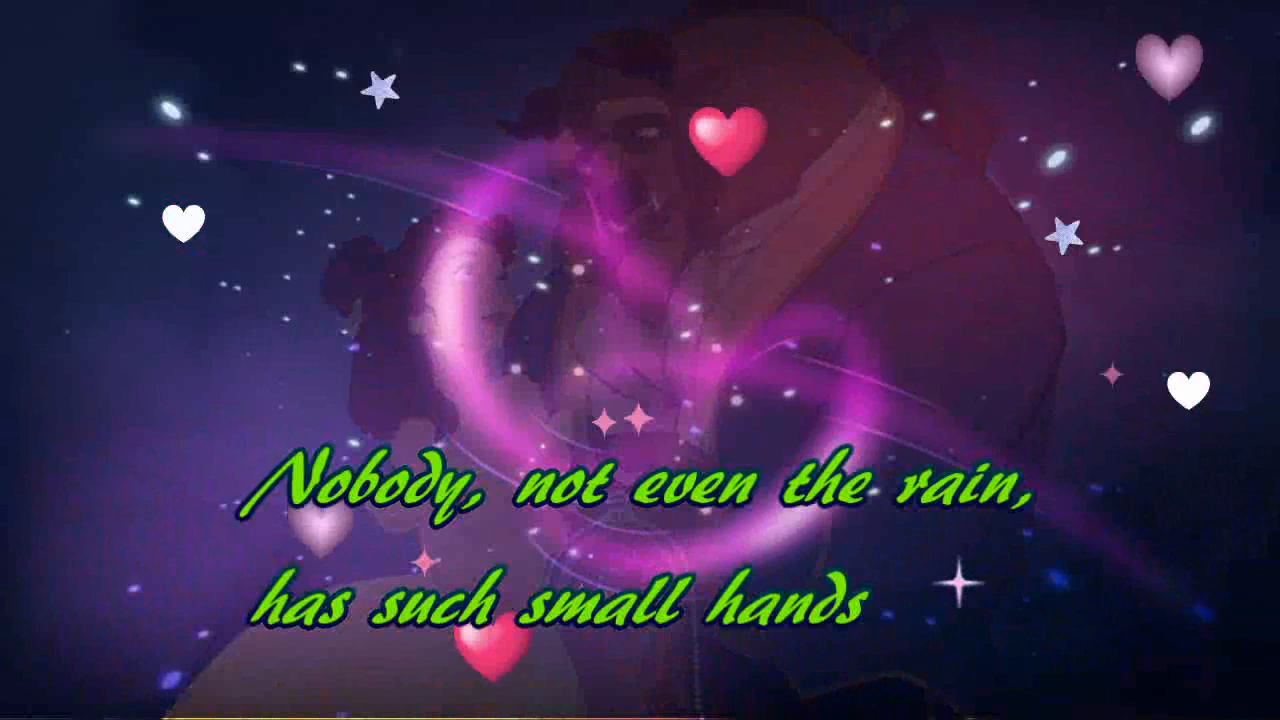 Nobody, not even the rain,
has such small hands